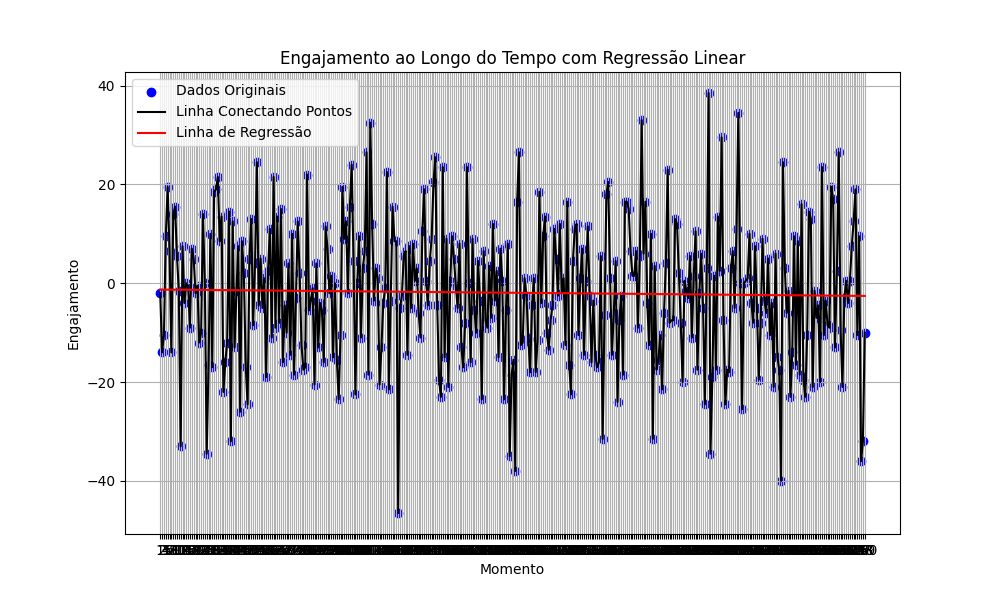 Engajamento ao Longo do Tempo com Regressão Linear
Dados Originais
Linha Conectando Pontos
Linha de Regressão
Engajamento
40
20
0
−20
−40
Momento